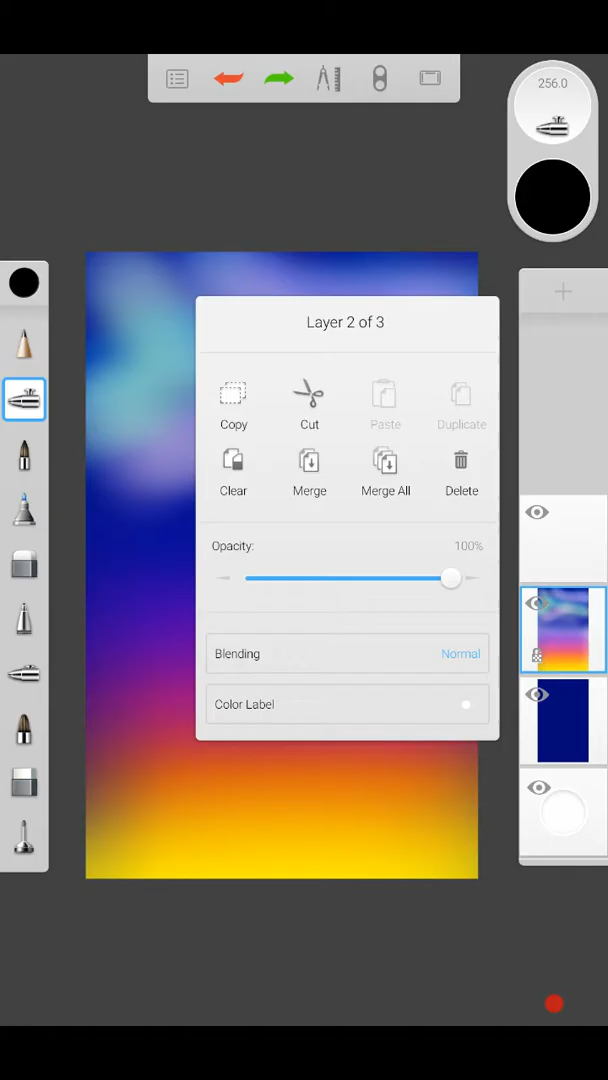 256.0
Layer 2 of 3
Copy Cut Paste Duplicate
Clear Merge Merge All Delete
Opacity: 100%
Blending Normal
Color Label